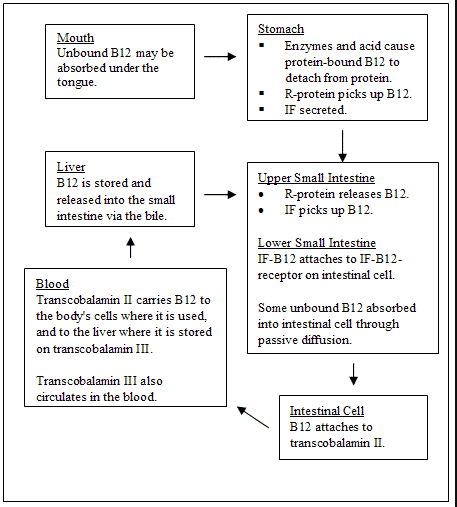 Mouth
Unbound B12 may be
absorbed under the
tongue.
Stomach
▪ Enzymes and acid cause
protein-bound B12 to
detach from protein.
▪ R-protein picks up B12.
▪ IF secreted.
Liver
B12 is stored and
released into the small
intestine via the bile.
Upper Small Intestine
• R-protein releases B12.
• IF picks up B12.
Lower Small Intestine
IF-B12 attaches to IF-B12-
receptor on intestinal cell.
Some unbound B12 absorbed
into intestinal cell through
passive diffusion.
Blood
Transcobalamin II carries B12 to
the body's cells where it is used,
and to the liver where it is stored
on transcobalamin III.
Transcobalamin III also
circulates in the blood.
Intestinal Cell
B12 attaches to
transcobalamin II.